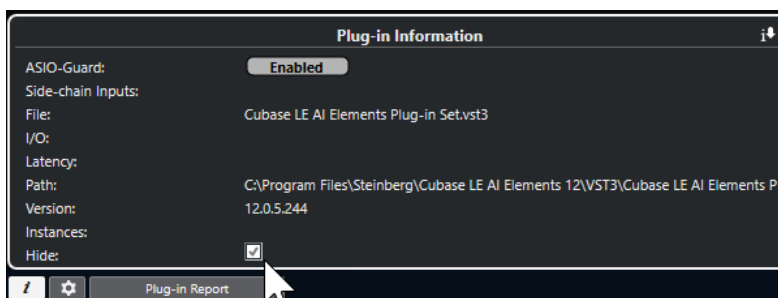 Plug-in Information
ASIO-Guard: Enabled
Side-chain Inputs:
File: Cubase LE AI Elements Plug-in Set.vst3
I/O:
Latency:
Path: C:\Program Files\Steinberg\Cubase LE AI Elements 12\VST3\Cubase LE AI Elements P
Version: 12.0.5.244
Instances:
Hide:
i Plug-in Report